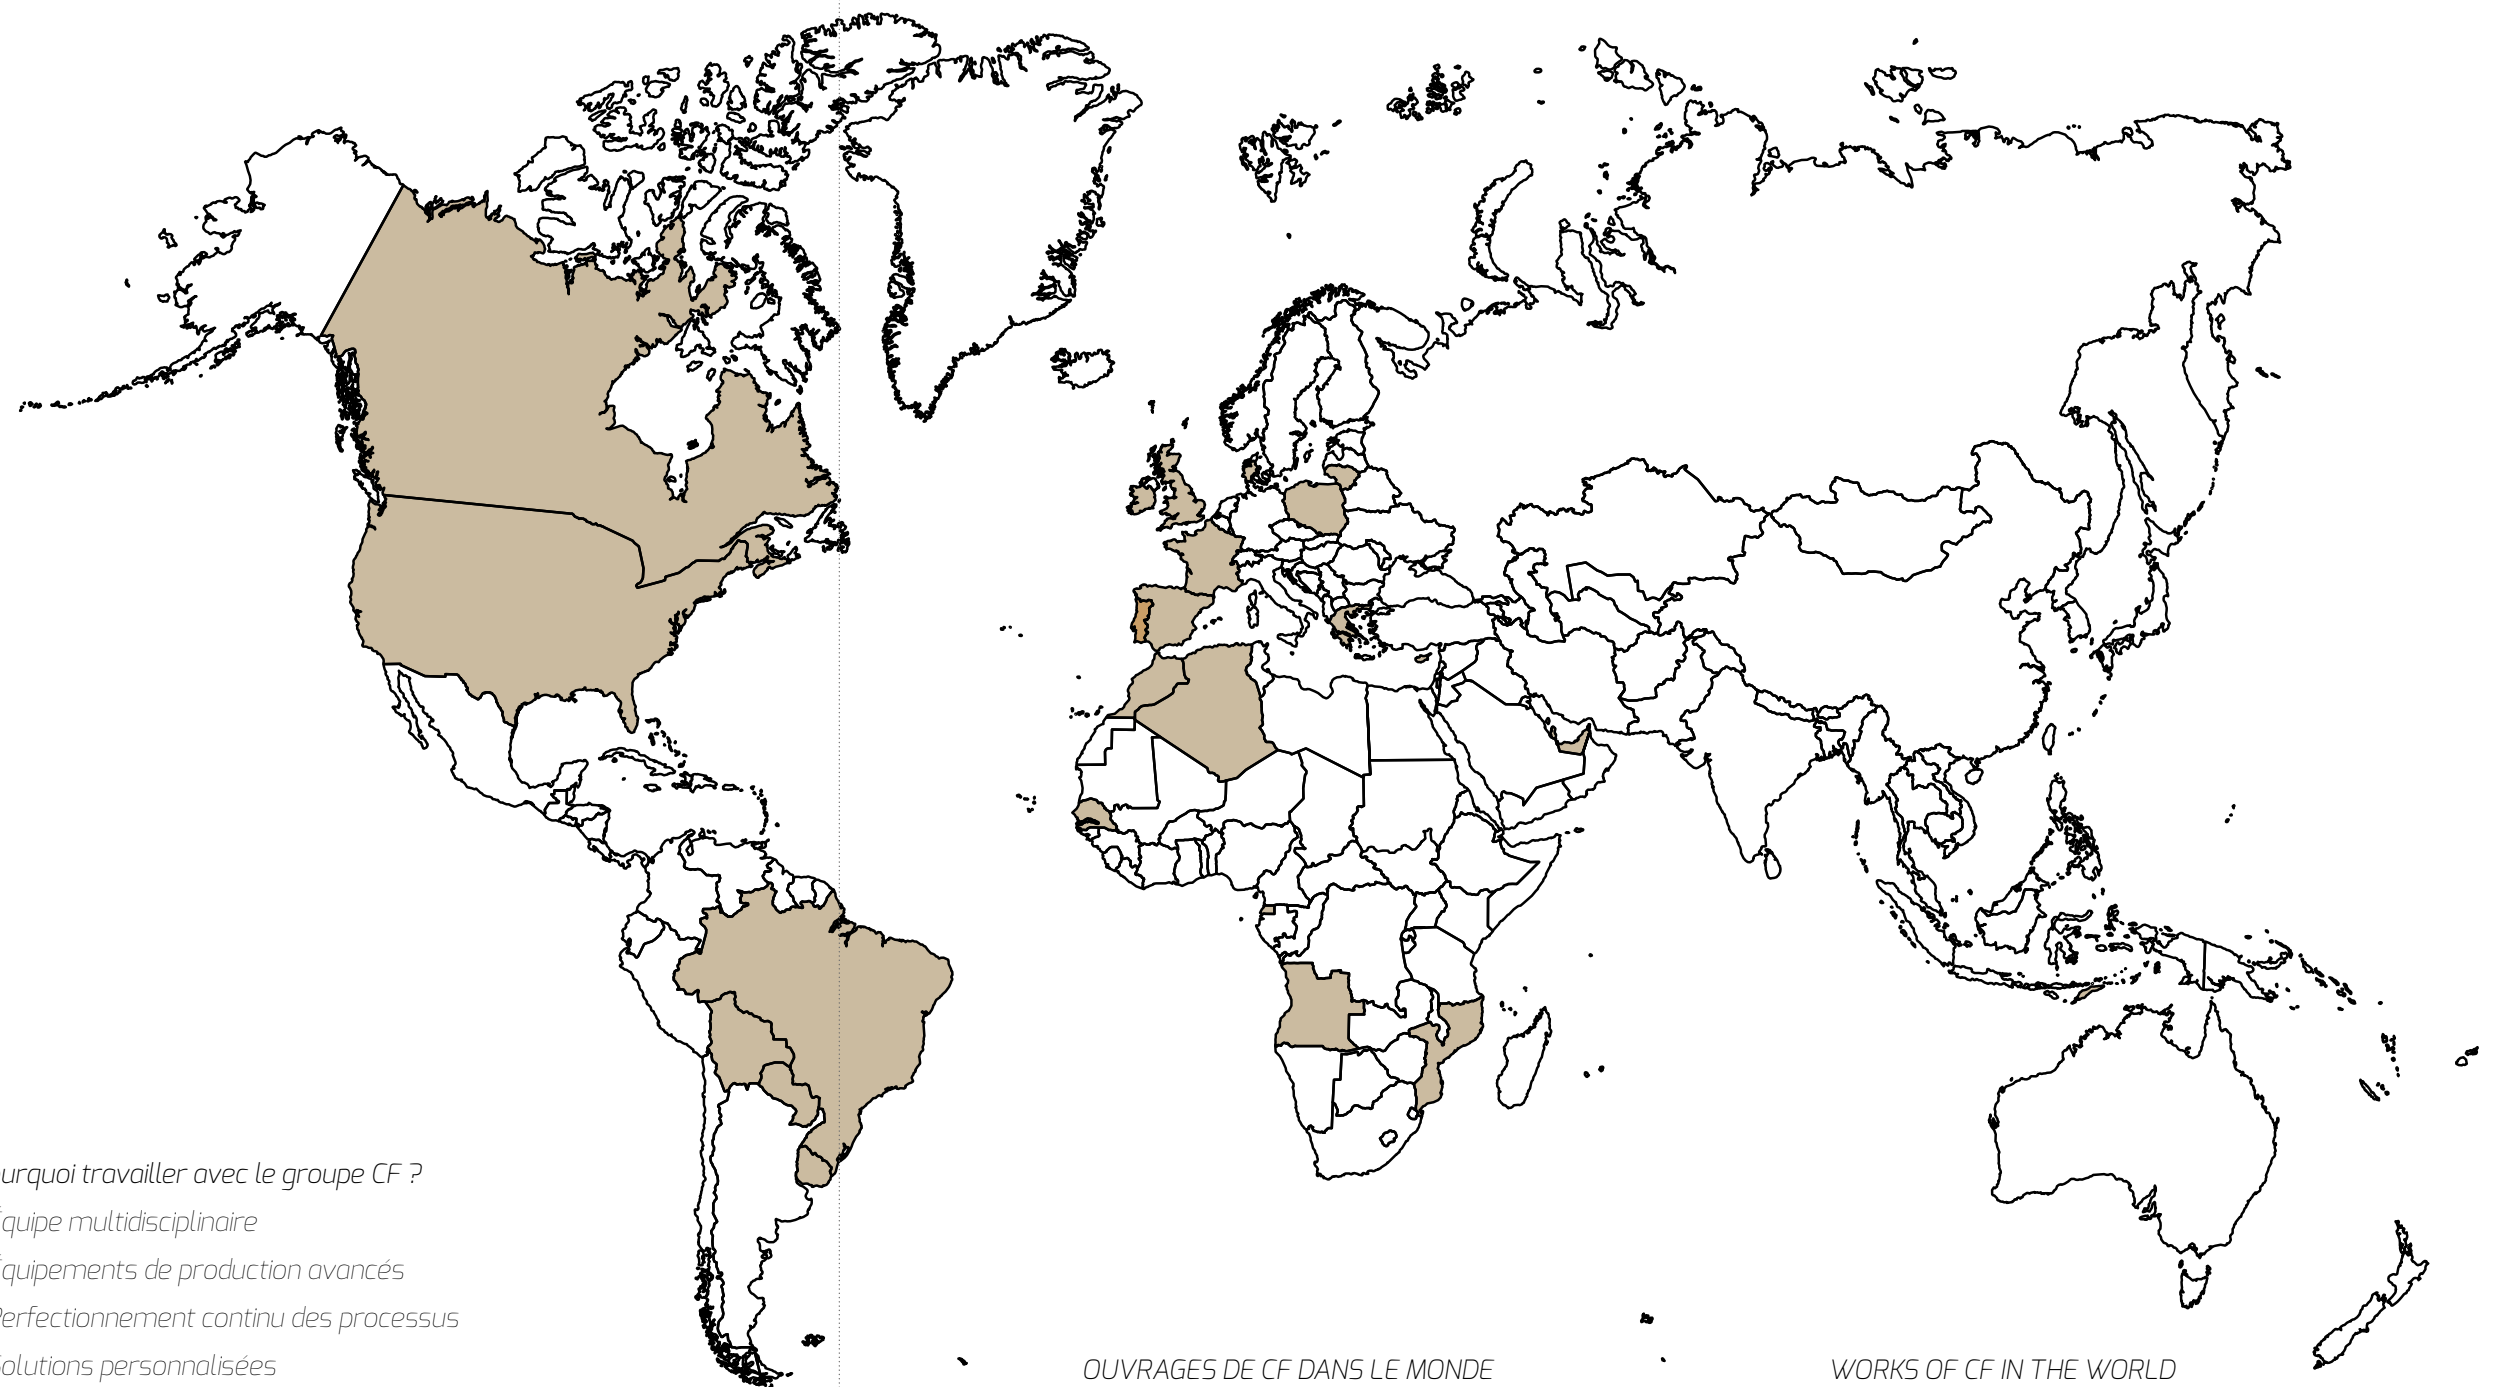 urquoi travailler avec le groupe CF ?
quipe multidisciplinaire
quipements de production avancés
Perfectionnement continu des processus
olutions personnalisées
OUVRAGES DE CF DANS LE MONDE
WORKS OF CF IN THE WORLD